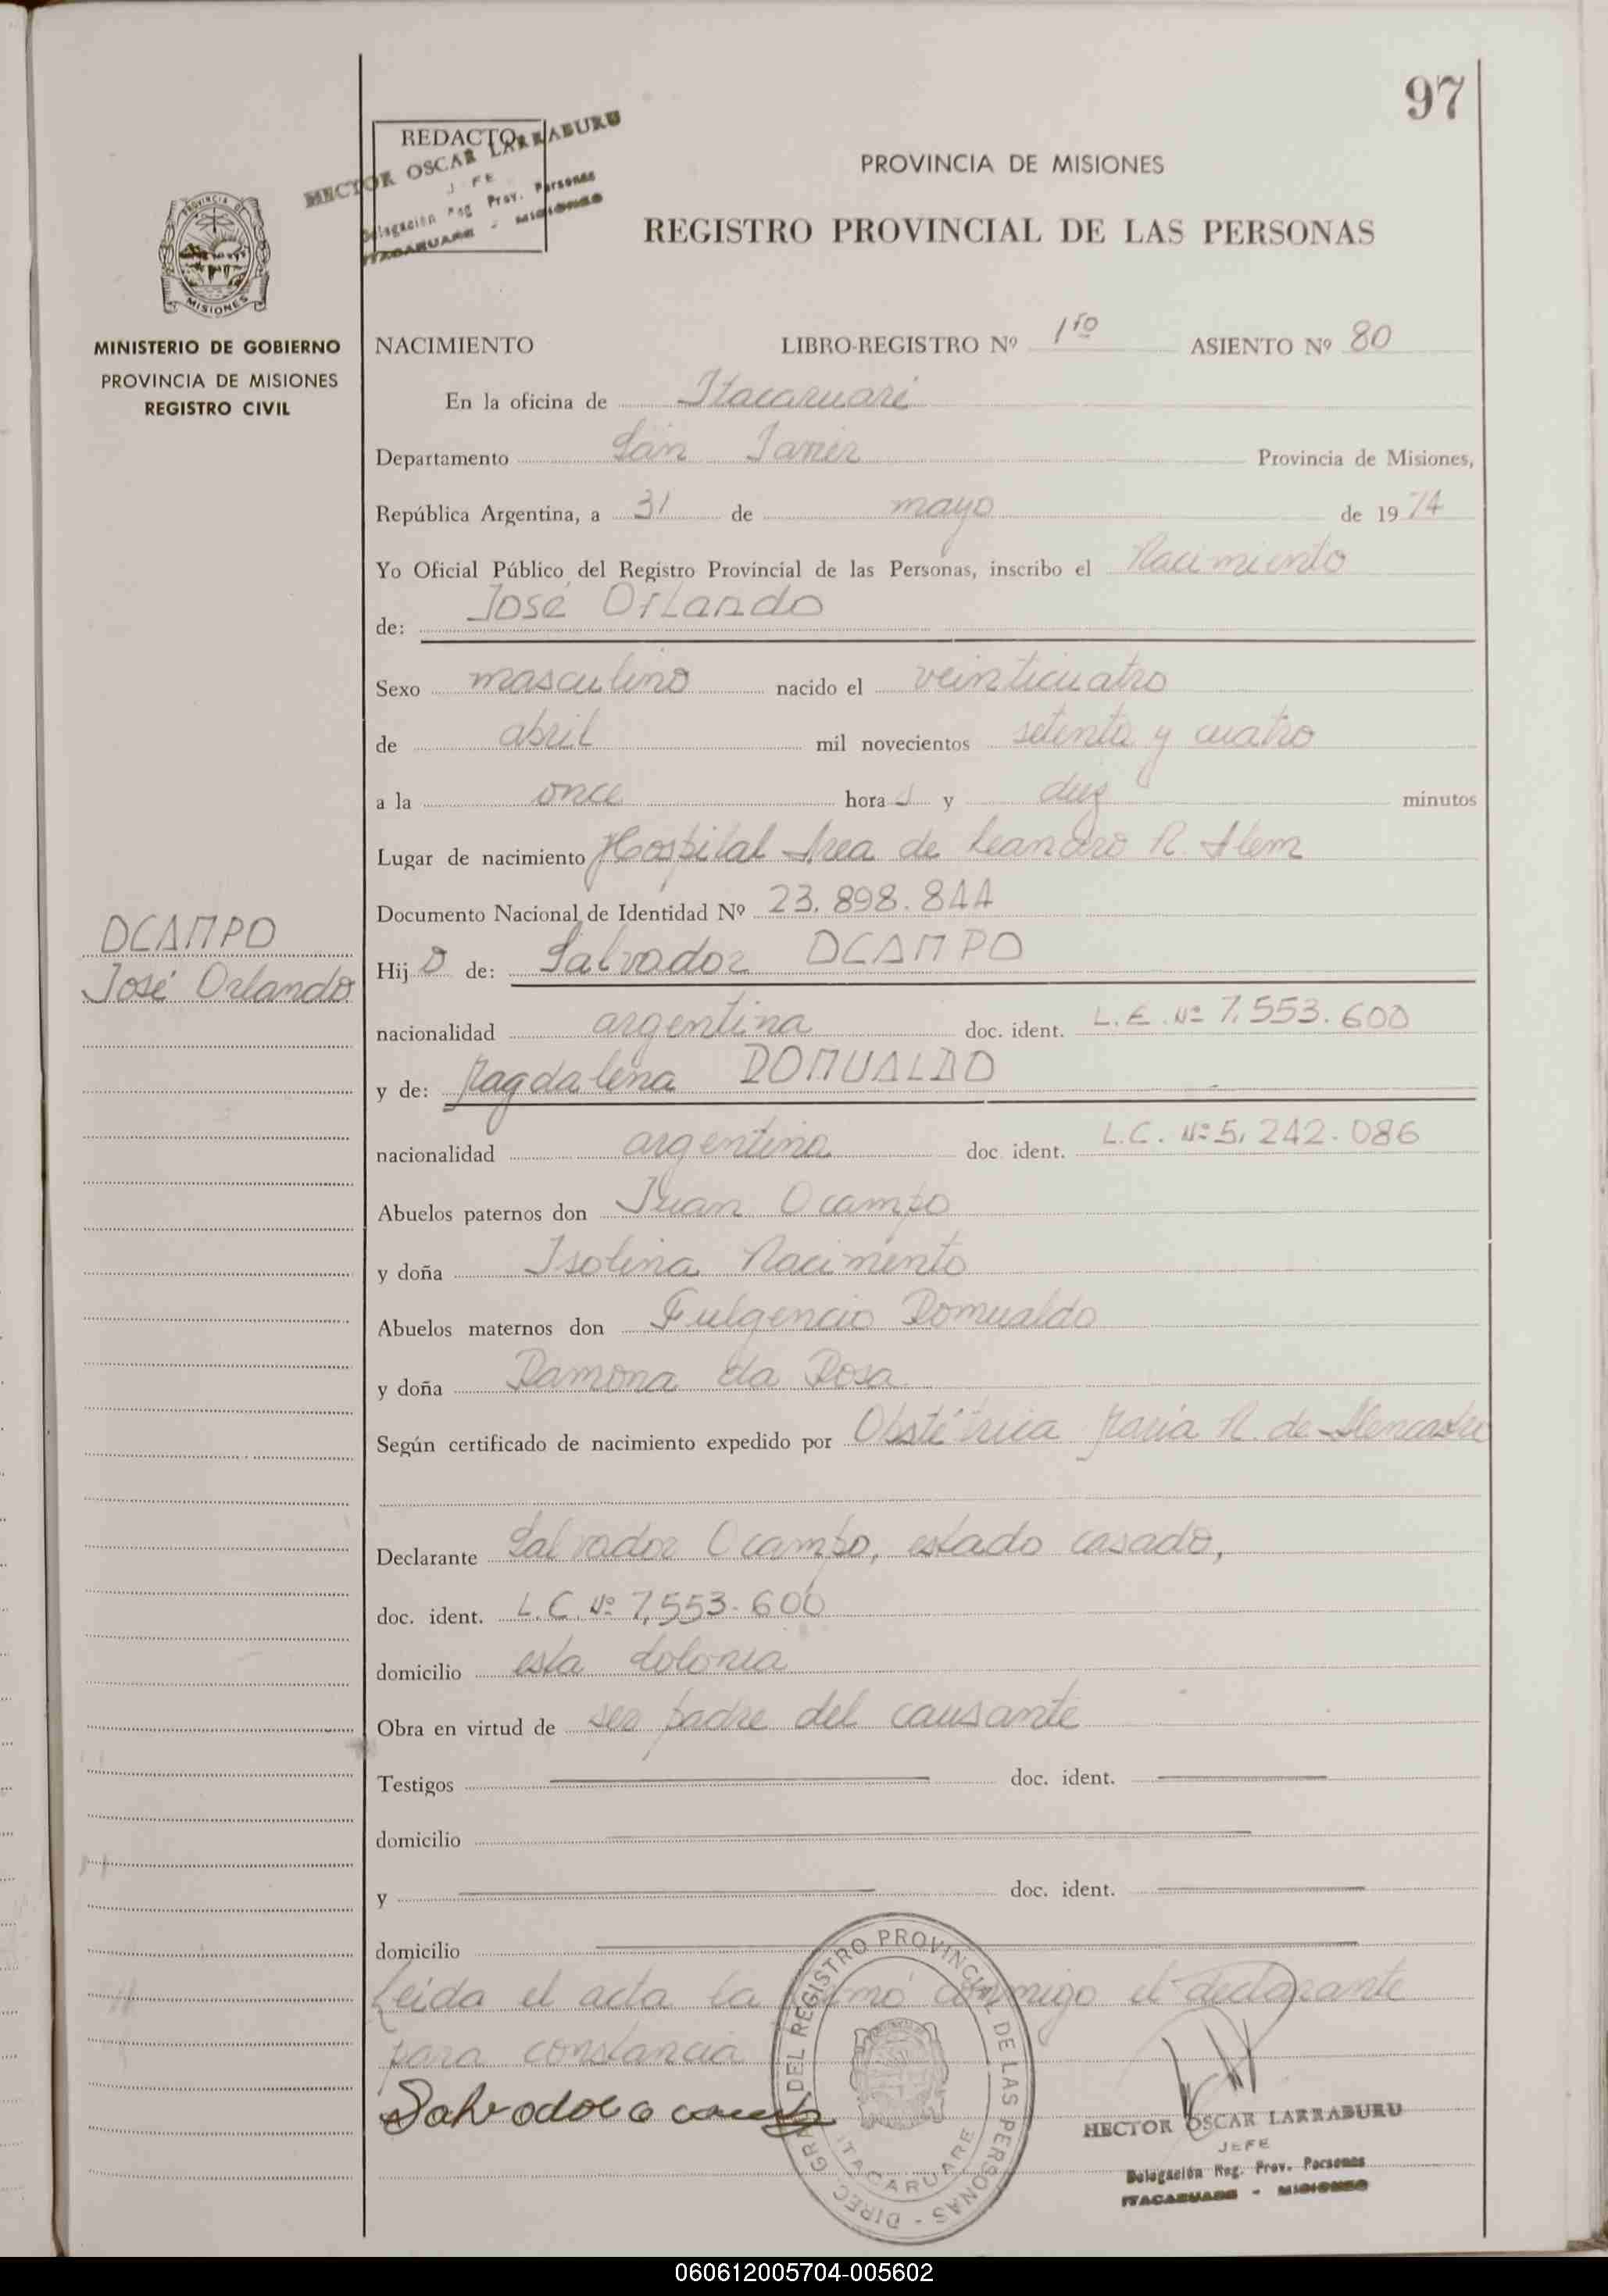 97
REDACTO
HECTOR OSCAR LARRABURU
JEFE
Delegación Reg. Prov. Personas
ITACARUARE - MISIONES
PROVINCIA DE MISIONES
REGISTRO PROVINCIAL DE LAS PERSONAS
PROVINCIA DE
MISIONES
MINISTERIO DE GOBIERNO
PROVINCIA DE MISIONES
REGISTRO CIVIL
NACIMIENTO LIBRO-REGISTRO Nº 1ro ASIENTO Nº 80
En la oficina de Itacaruaré
Departamento San Javier Provincia de Misiones,
República Argentina, a 31 de mayo de 1974
Yo Oficial Público del Registro Provincial de las Personas, inscribo el Nacimiento
de: José Orlando
Sexo masculino nacido el veinticuatro
de abril mil novecientos setenta y cuatro
a la once horas y diez minutos
Lugar de nacimiento Hospital Area de Leandro N. Alem
Documento Nacional de Identidad Nº 23.898.844
OCAMPO
José Orlando
Hijo de: Salvador OCAMPO
nacionalidad argentina doc. ident. L.E. Nº 7.553.600
y de: Magdalena ROMUALDO
nacionalidad argentina doc. ident. L.C. Nº 5.242.086
Abuelos paternos don Juan Ocampo
y doña Isolina Nacimento
Abuelos maternos don Fulgencio Romualdo
y doña Ramona da Rosa
Según certificado de nacimiento expedido por Obstétrica María R. de Alencastro
Declarante Salvador Ocampo, estado casado,
doc. ident. L.E. Nº 7.553.600
domicilio esta Colonia
Obra en virtud de ser padre del causante
Testigos doc. ident.
domicilio
y doc. ident.
domicilio
Leida el acta la firmó conmigo el declarante
para constancia
Salvador Ocampo
DIREC. GRAL. DEL REGISTRO PROVINCIAL DE LAS PERSONAS
ITACARUARE
HECTOR OSCAR LARRABURU
JEFE
Delegación Reg. Prov. Personas
ITACARUARE - MISIONES
060612005704-005602